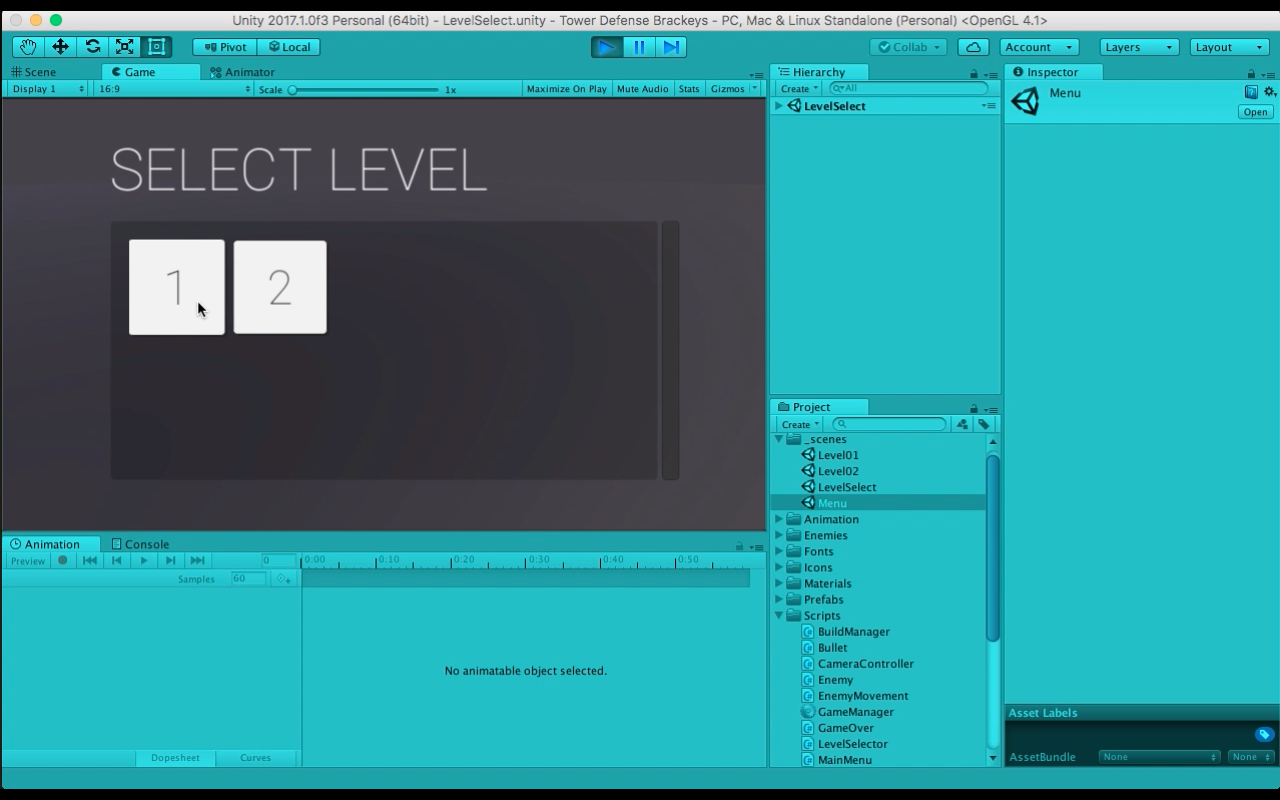 Unity 2017.1.0f3 Personal (64bit) - LevelSelect.unity - Tower Defense Brackeys - PC, Mac & Linux Standalone (Personal) <OpenGL 4.1>
Pivot Local Collab Account Layers Layout
Scene Game Animator
Display 1 16:9 Scale 1x Maximize On Play Mute Audio Stats Gizmos
SELECT LEVEL
1 2
Animation Console
Preview 0 0:00 0:10 0:20 0:30 0:40 0:50
Samples 60
No animatable object selected.
Dopesheet Curves
Hierarchy
Create All
LevelSelect
Project
Create
_scenes
Level01
Level02
LevelSelect
Menu
Animation
Enemies
Fonts
Icons
Materials
Prefabs
Scripts
BuildManager
Bullet
CameraController
Enemy
EnemyMovement
GameManager
GameOver
LevelSelector
MainMenu
Inspector
Menu
Open
Asset Labels
AssetBundle None None